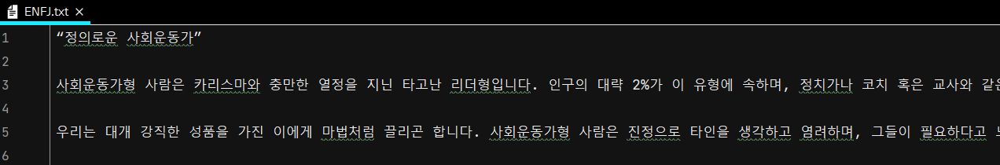 ENFJ.txt
1 “정의로운 사회운동가”
2
3 사회운동가형 사람은 카리스마와 충만한 열정을 지닌 타고난 리더형입니다. 인구의 대략 2%가 이 유형에 속하며, 정치가나 코치 혹은 교사와 같은
4
5 우리는 대개 강직한 성품을 가진 이에게 마법처럼 끌리곤 합니다. 사회운동가형 사람은 진정으로 타인을 생각하고 염려하며, 그들이 필요하다고
6